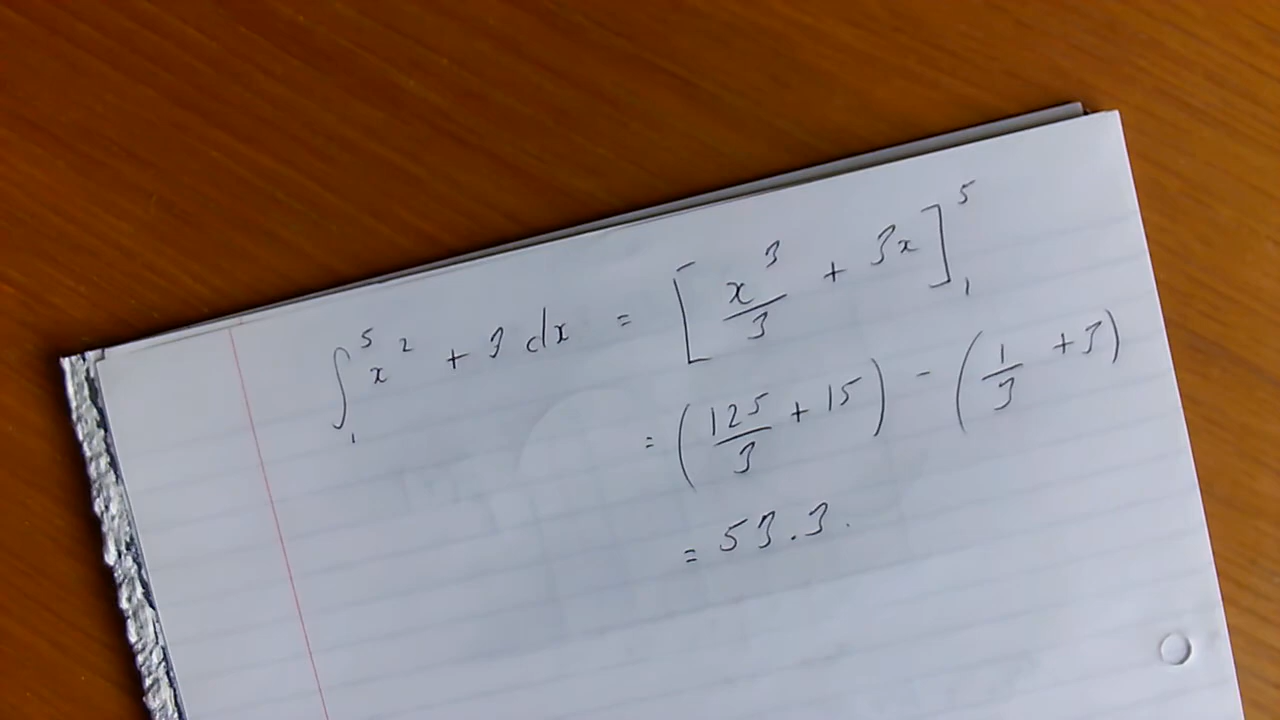 ∫₁⁵ x² + 3 dx = [x³/3 + 3x]₁⁵
= (125/3 + 15) - (1/3 + 3)
= 53.3